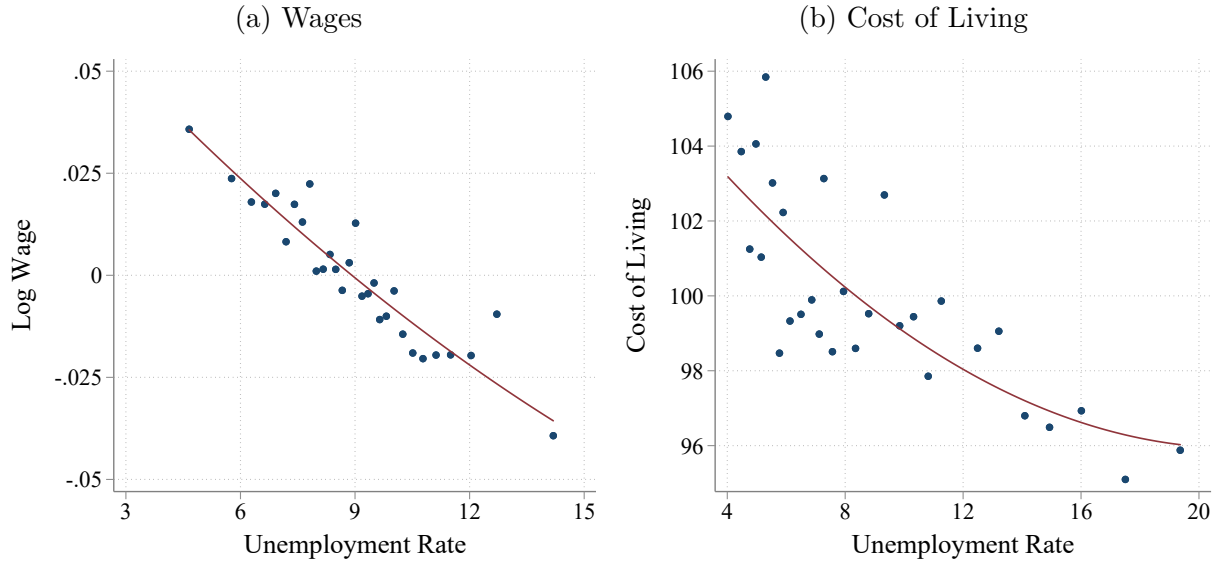 (a) Wages
.05
.025
0
-.025
-.05
Log Wage
3 6 9 12 15
Unemployment Rate
(b) Cost of Living
106
104
102
100
98
96
Cost of Living
4 8 12 16 20
Unemployment Rate